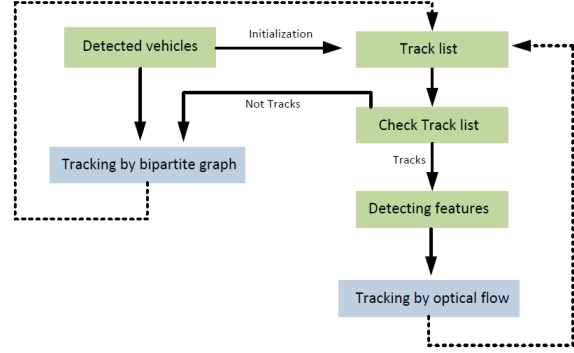 Detected vehicles
Initialization
Track list
Not Tracks
Check Track list
Tracking by bipartite graph
Tracks
Detecting features
Tracking by optical flow